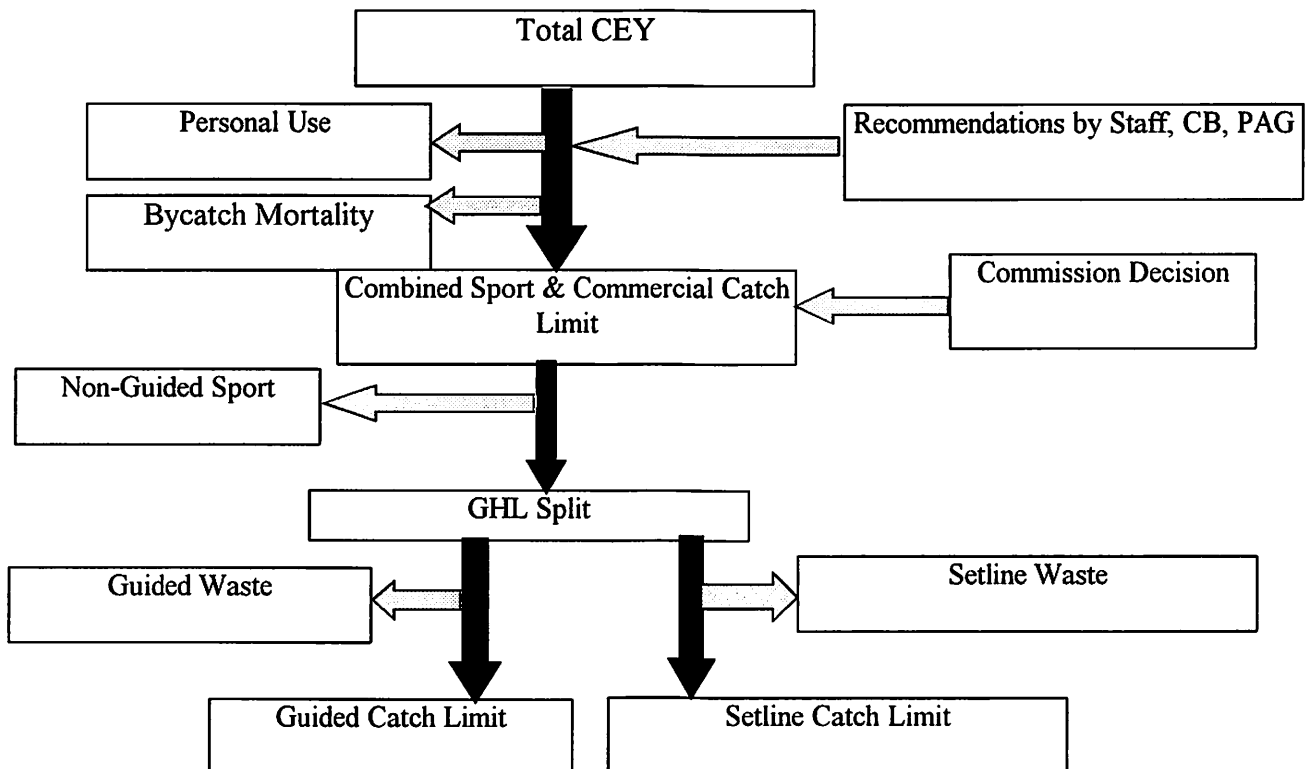 Total CEY
Personal Use
Recommendations by Staff, CB, PAG
Bycatch Mortality
Combined Sport & Commercial Catch
Limit
Commission Decision
Non-Guided Sport
GHL Split
Guided Waste
Setline Waste
Guided Catch Limit
Setline Catch Limit